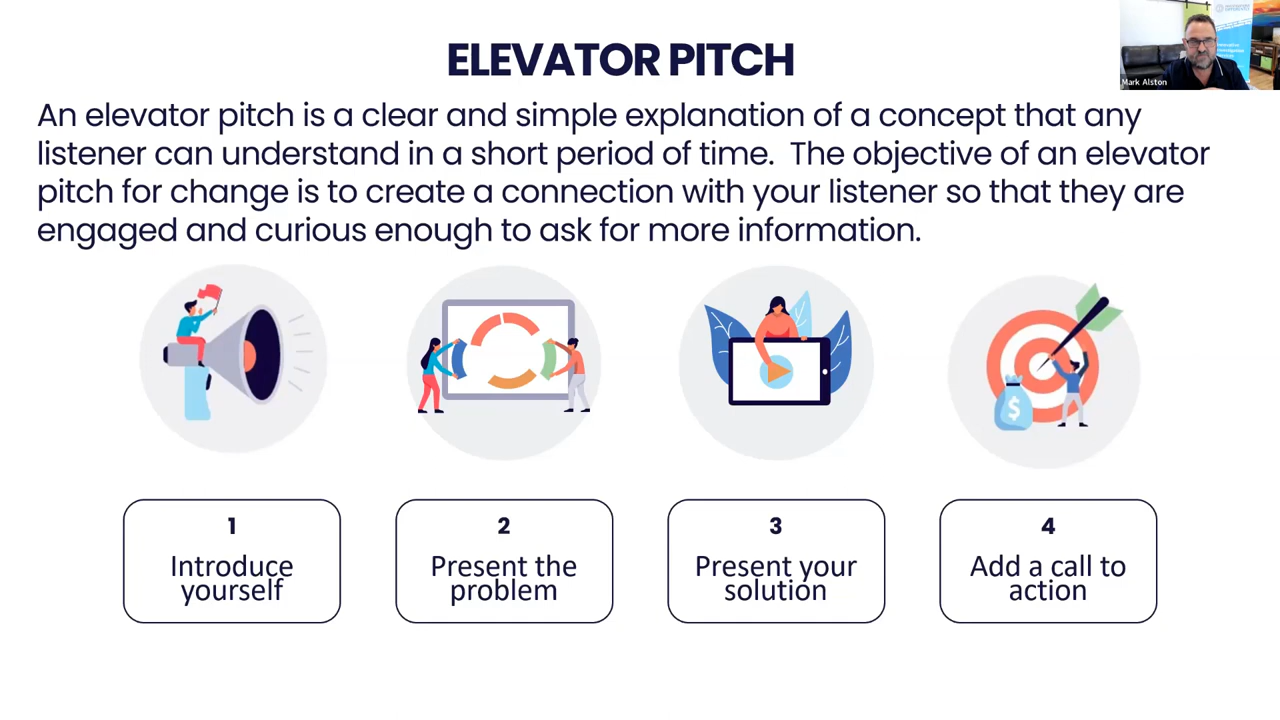 ELEVATOR PITCH
An elevator pitch is a clear and simple explanation of a concept that any
listener can understand in a short period of time. The objective of an elevator
pitch for change is to create a connection with your listener so that they are
engaged and curious enough to ask for more information.
Mark Alston
$
1
Introduce
yourself
2
Present the
problem
3
Present your
solution
4
Add a call to
action